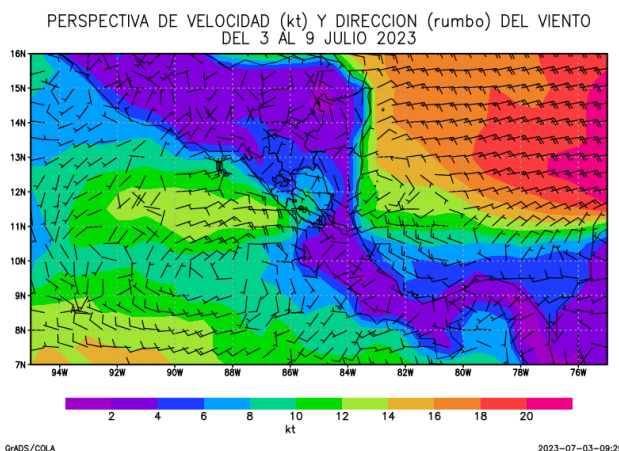 PERSPECTIVA DE VELOCIDAD (kt) Y DIRECCION (rumbo) DEL VIENTO
DEL 3 AL 9 JULIO 2023
16N
15N
14N
13N
12N
11N
10N
9N
8N
7N
94W 92W 90W 88W 86W 84W 82W 80W 78W 76W
2 4 6 8 10 12 14 16 18 20
kt
GrADS/COLA 2023-07-03-09:25